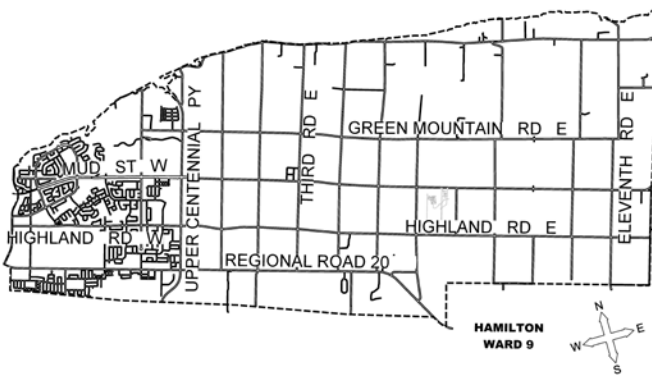 GREEN MOUNTAIN RD E
MUD ST W
UPPER CENTENNIAL PY
THIRD RD E
ELEVENTH RD E
HIGHLAND RD W
HIGHLAND RD E
REGIONAL ROAD 20
HAMILTON
WARD 9
N
W
E
S